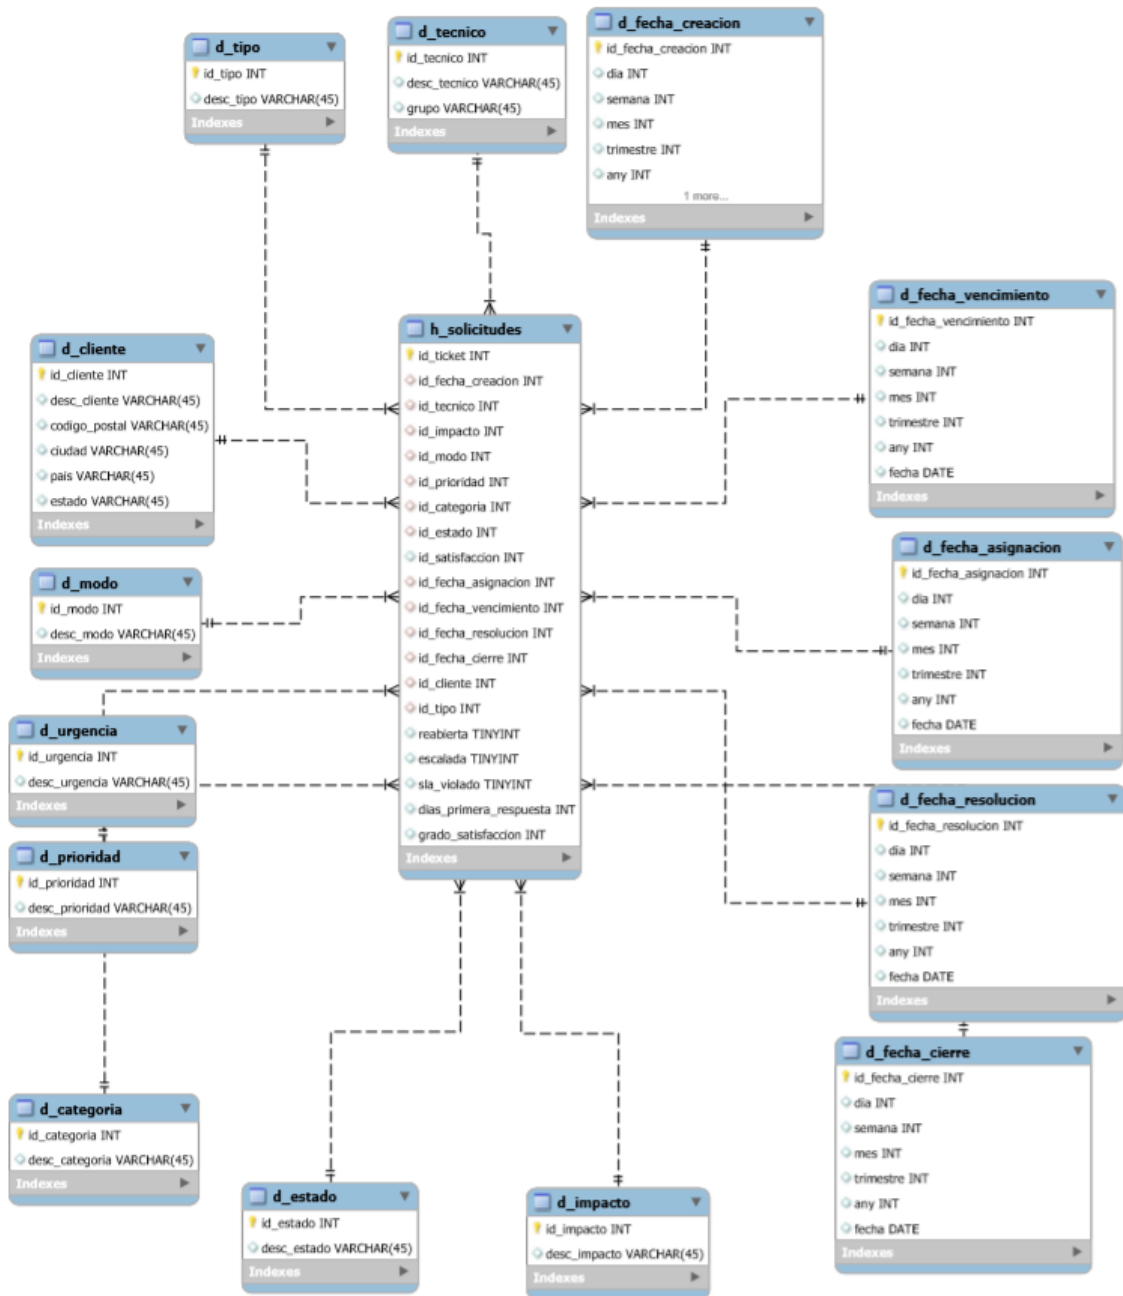 d_tipo
id_tipo INT
desc_tipo VARCHAR(45)
Indexes
d_tecnico
id_tecnico INT
desc_tecnico VARCHAR(45)
grupo VARCHAR(45)
Indexes
d_fecha_creacion
id_fecha_creacion INT
dia INT
semana INT
mes INT
trimestre INT
any INT
1 more...
Indexes
d_cliente
id_cliente INT
desc_cliente VARCHAR(45)
codigo_postal VARCHAR(45)
ciudad VARCHAR(45)
pais VARCHAR(45)
estado VARCHAR(45)
Indexes
h_solicitudes
id_ticket INT
id_fecha_creacion INT
id_tecnico INT
id_impacto INT
id_modo INT
id_prioridad INT
id_categoria INT
id_estado INT
id_satisfaccion INT
id_fecha_asignacion INT
id_fecha_vencimiento INT
id_fecha_resolucion INT
id_fecha_cierre INT
id_cliente INT
id_tipo INT
reabierta TINYINT
escalada TINYINT
sla_violado TINYINT
dias_primera_respuesta INT
grado_satisfaccion INT
Indexes
d_fecha_vencimiento
id_fecha_vencimiento INT
dia INT
semana INT
mes INT
trimestre INT
any INT
fecha DATE
Indexes
d_fecha_asignacion
id_fecha_asignacion INT
dia INT
semana INT
mes INT
trimestre INT
any INT
fecha DATE
Indexes
d_modo
id_modo INT
desc_modo VARCHAR(45)
Indexes
d_urgencia
id_urgencia INT
desc_urgencia VARCHAR(45)
Indexes
d_prioridad
id_prioridad INT
desc_prioridad VARCHAR(45)
Indexes
d_fecha_resolucion
id_fecha_resolucion INT
dia INT
semana INT
mes INT
trimestre INT
any INT
fecha DATE
Indexes
d_fecha_cierre
id_fecha_cierre INT
dia INT
semana INT
mes INT
trimestre INT
any INT
fecha DATE
Indexes
d_categoria
id_categoria INT
desc_categoria VARCHAR(45)
Indexes
d_estado
id_estado INT
desc_estado VARCHAR(45)
Indexes
d_impacto
id_impacto INT
desc_impacto VARCHAR(45)
Indexes